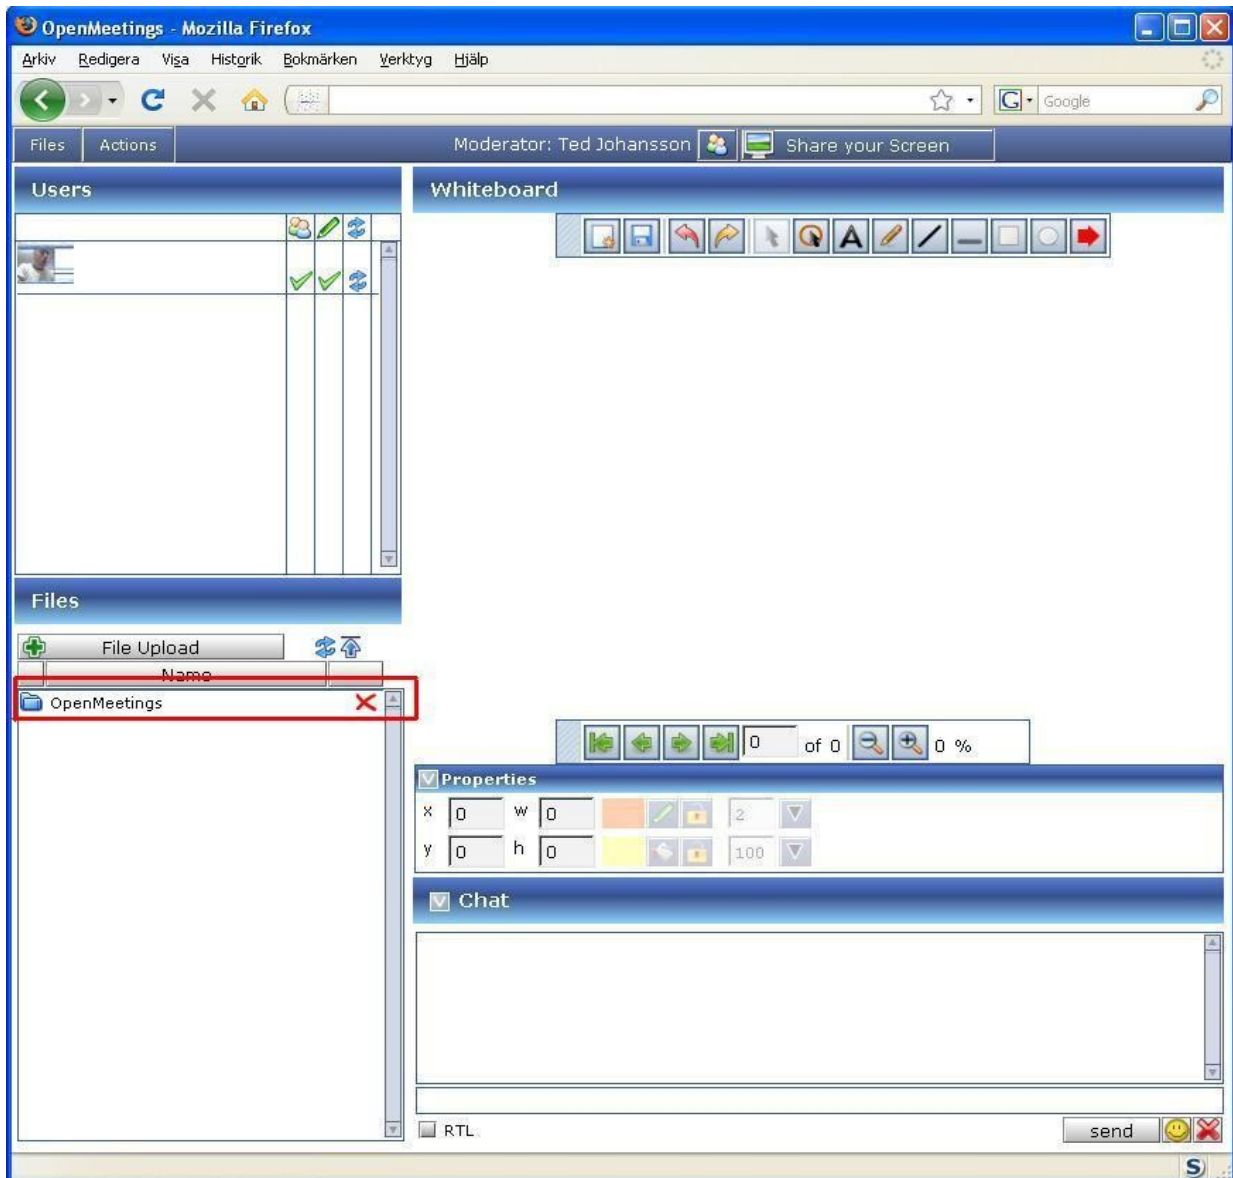 OpenMeetings - Mozilla Firefox
Arkiv Redigera Visa Historik Bokmärken Verktyg Hjälp
G Google
Files Actions Moderator: Ted Johansson Share your Screen
Users
Whiteboard
A
Files
File Upload
Name
OpenMeetings
0 of 0 0 %
Properties
x 0 w 0 2
y 0 h 0 100
Chat
RTL send
S